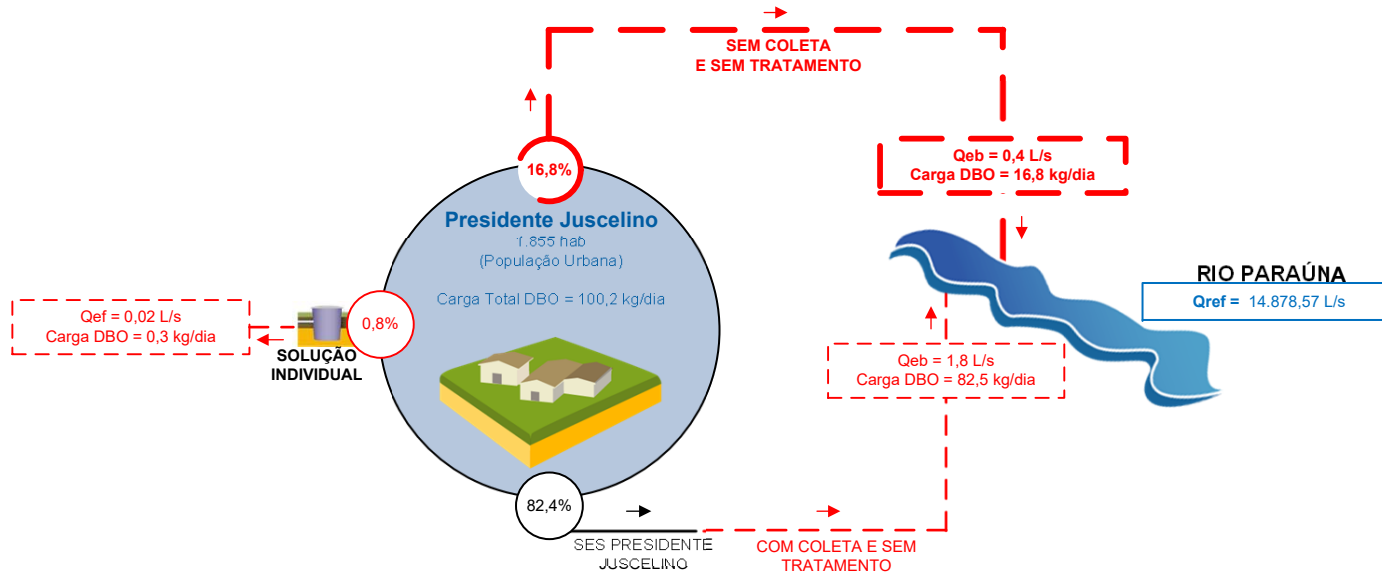 SEM COLETA
E SEM TRATAMENTO
Qeb = 0,4 L/s
Carga DBO = 16,8 kg/dia
16,8%
Presidente Juscelino
1.855 hab
(População Urbana)
Carga Total DBO = 100,2 kg/dia
RIO PARAÚNA
Qref = 14.878,57 L/s
Qef = 0,02 L/s
Carga DBO = 0,3 kg/dia
0,8%
SOLUÇÃO
INDIVIDUAL
Qeb = 1,8 L/s
Carga DBO = 82,5 kg/dia
82,4%
SES PRESIDENTE
JUSCELINO
COM COLETA E SEM
TRATAMENTO